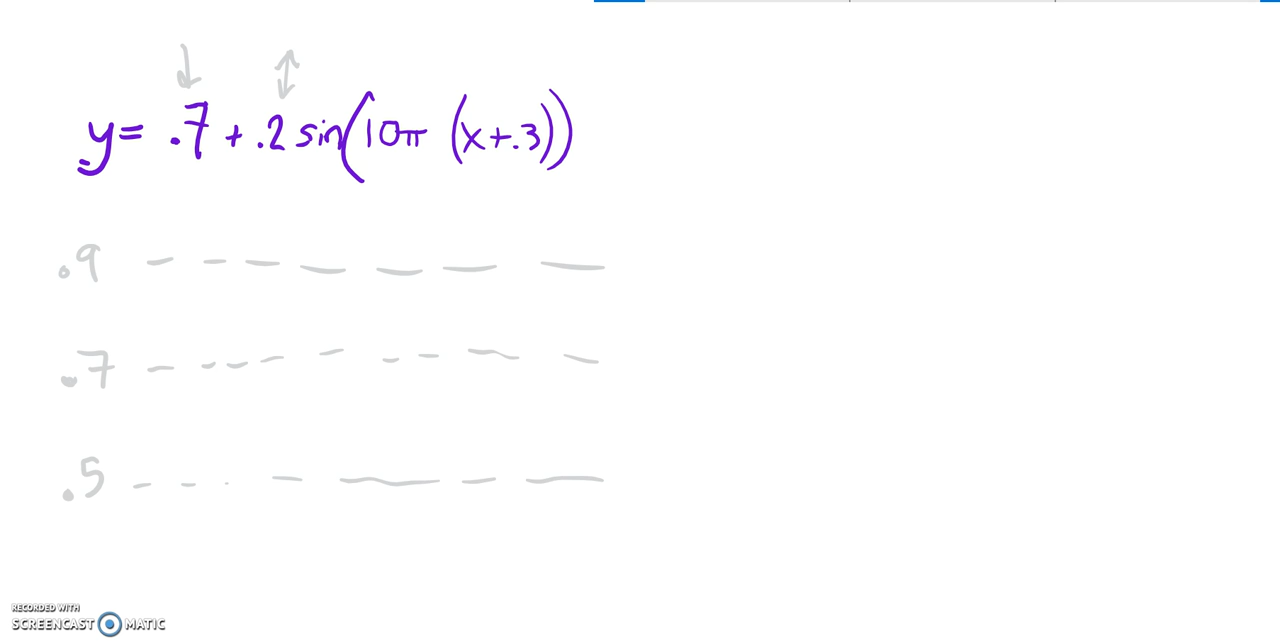 y = .7 + .2 sin(10π (x+.3))
.9
.7
.5
RECORDED WITH
SCREENCAST MATIC